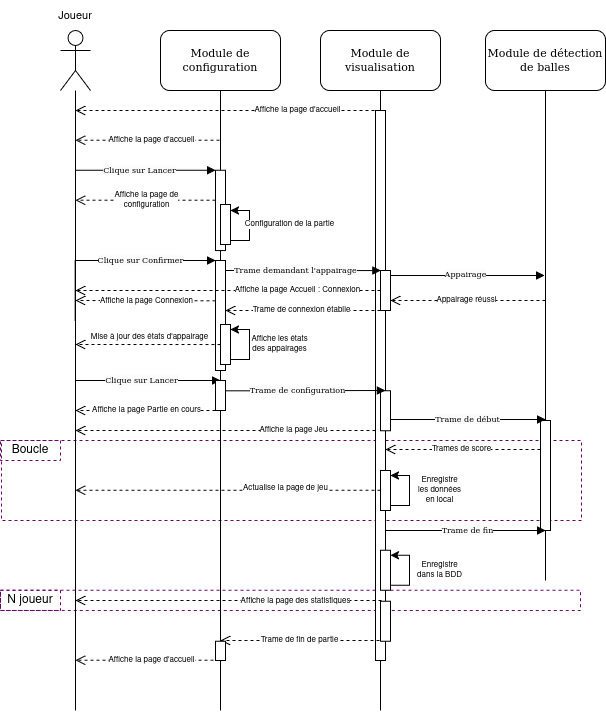 Joueur
Module de
configuration
Module de
visualisation
Module de détection
de balles
Affiche la page d'accueil
Affiche la page d'accueil
Clique sur Lancer
Affiche la page de
configuration
Configuration de la partie
Clique sur Confirmer
Trame demandant l'appairage
Appairage
Affiche la page Accueil : Connexion
Affiche la page Connexion
Appairage réussi
Trame de connexion établie
Mise à jour des états d'appairage
Affiche les états
des appairages
Clique sur Lancer
Trame de configuration
Affiche la page Partie en cours
Trame de début
Affiche la page Jeu
Boucle
Trames de score
Enregistre
les données
en local
Actualise la page de jeu
Trame de fin
Enregistre
dans la BDD
N joueur
Affiche la page des statistiques
Trame de fin de partie
Affiche la page d'accueil